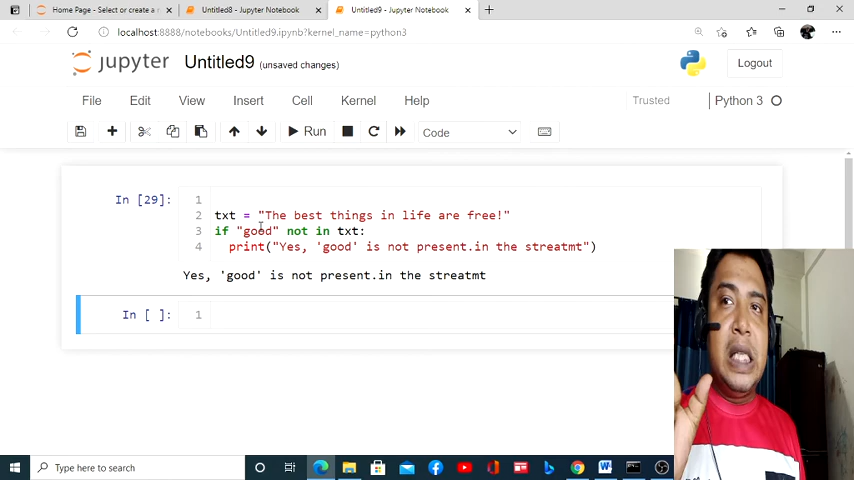 Home Page - Select or create a n
Untitled8 - Jupyter Notebook
Untitled9 - Jupyter Notebook
localhost:8888/notebooks/Untitled9.ipynb?kernel_name=python3
jupyter Untitled9 (unsaved changes)
Logout
File Edit View Insert Cell Kernel Help
Trusted
Python 3
Run
Code
In [29]:
1
2 txt = "The best things in life are free!"
3 if "good" not in txt:
4 print("Yes, 'good' is not present.in the streatmt")
Yes, 'good' is not present.in the streatmt
In [ ]:
1
Type here to search